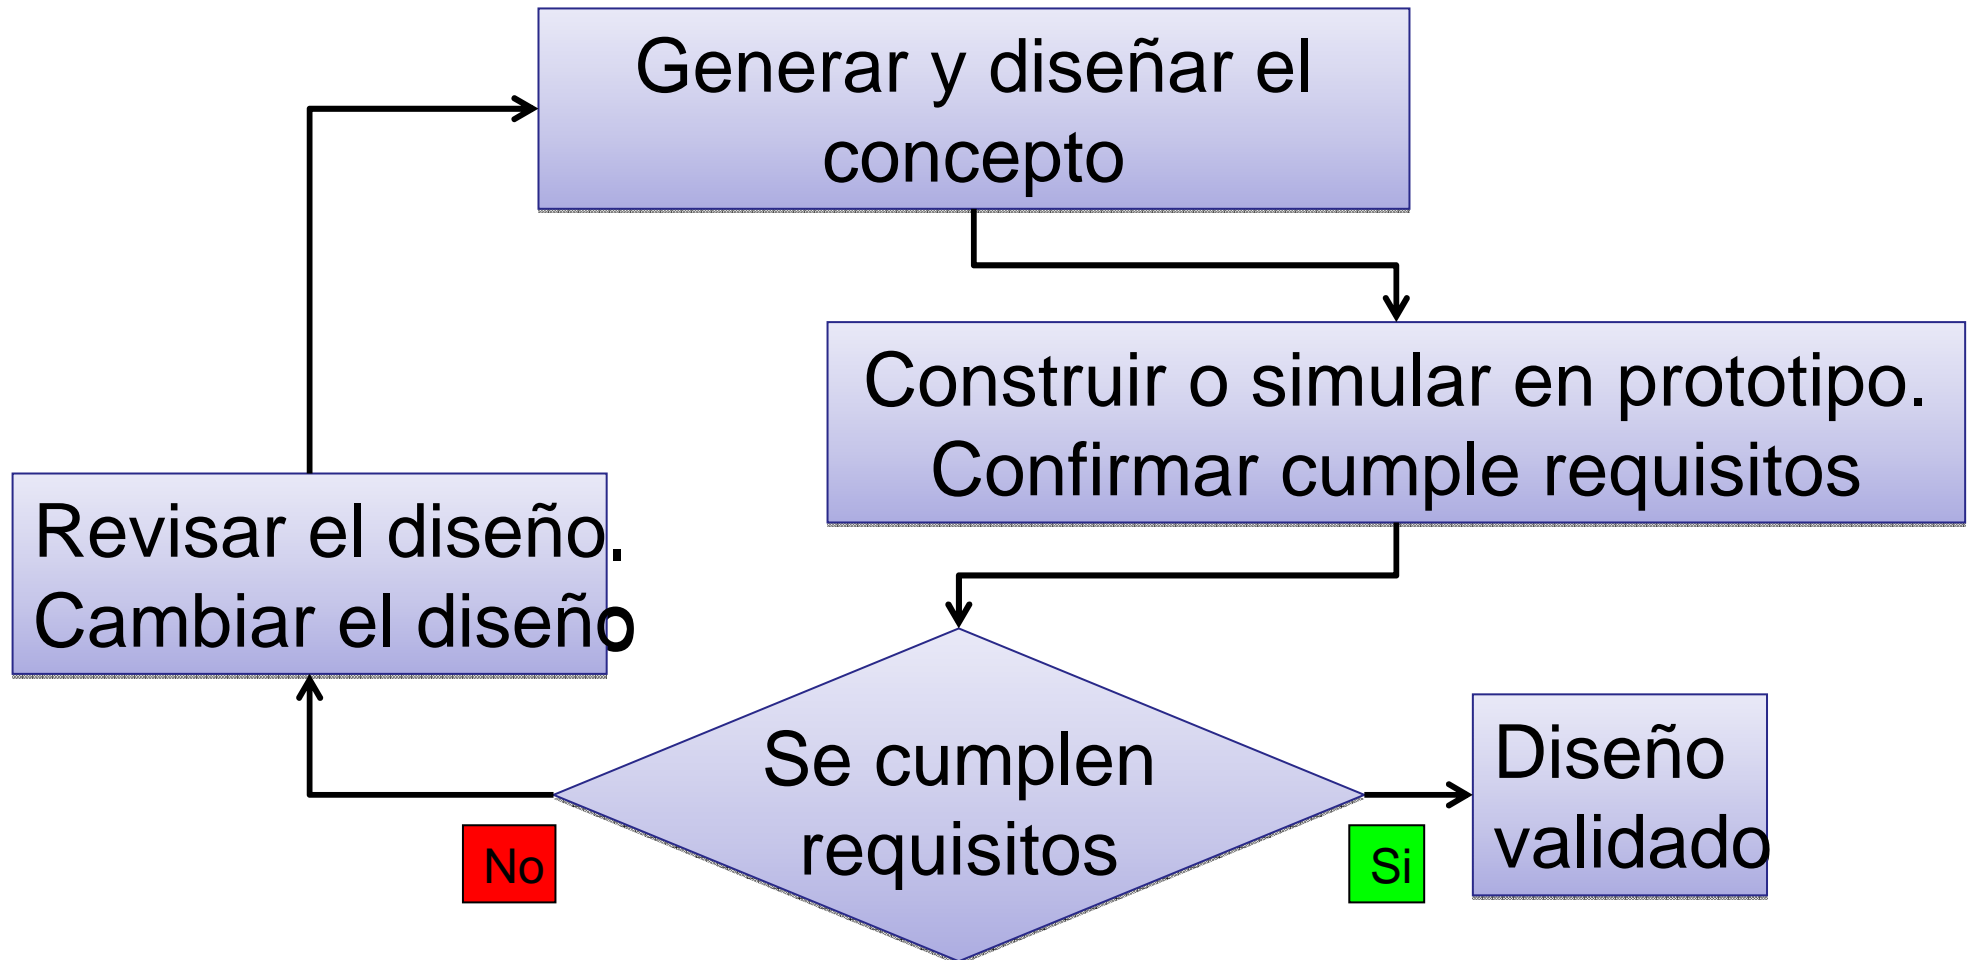 Generar y diseñar el
concepto
Construir o simular en prototipo.
Confirmar cumple requisitos
Revisar el diseño.
Cambiar el diseño
Se cumplen
requisitos
No
Si
Diseño
validado